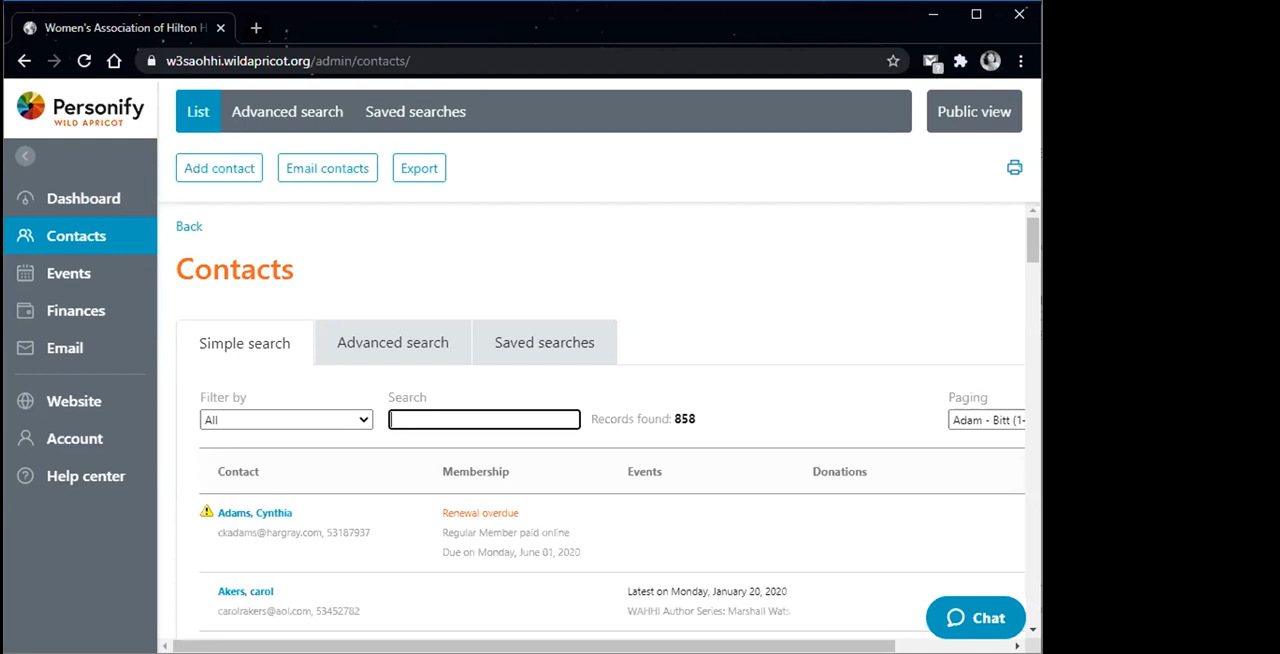 Women's Association of Hilton H
w3saohhi.wildapricot.org/admin/contacts/
Personify
WILD APRICOT
List
Advanced search
Saved searches
Public view
Add contact
Email contacts
Export
Dashboard
Contacts
Events
Finances
Email
Website
Account
Help center
Back
Contacts
Simple search
Advanced search
Saved searches
Filter by
Search
Paging
All
Records found: 858
Adam - Bitt (1-
Contact
Membership
Events
Donations
Adams, Cynthia
Renewal overdue
ckadams@hargray.com, 53187937
Regular Member paid online
Due on Monday, June 01, 2020
Akers, carol
Latest on Monday, January 20, 2020
carolrakers@aol.com, 53452782
WAHHI Author Series: Marshall Wats
Chat